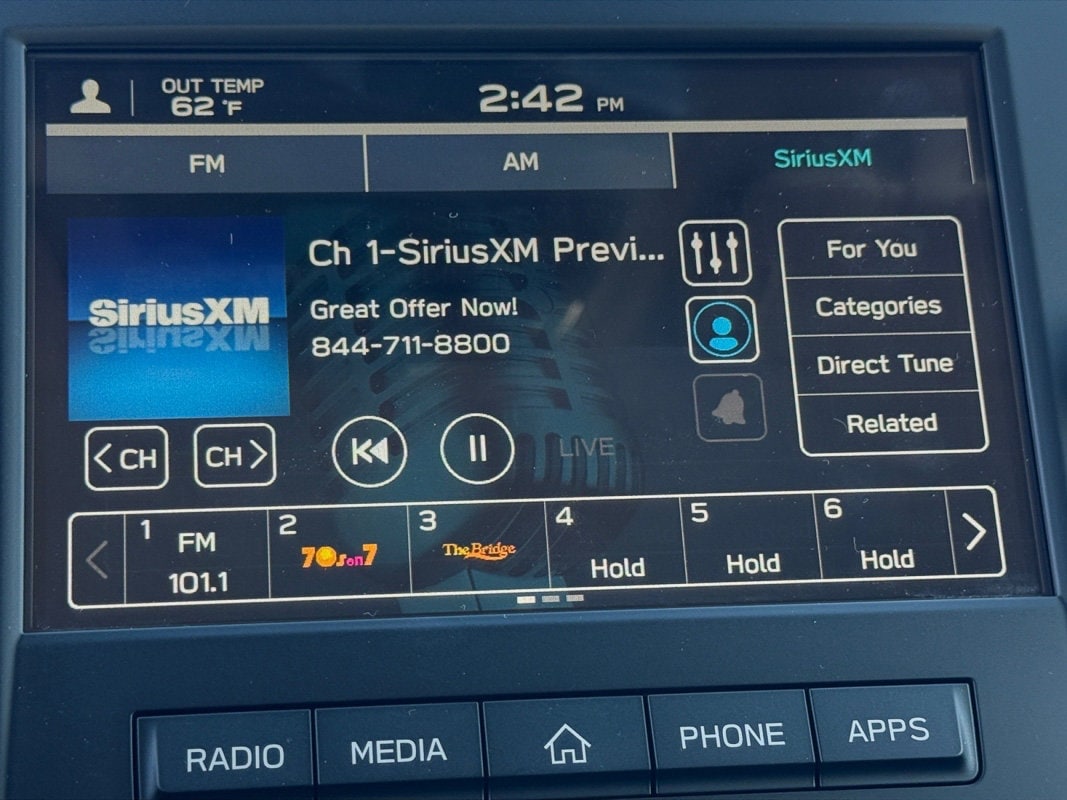 OUT TEMP
62 °F
2:42 PM
FM
AM
SiriusXM
SiriusXM
Ch 1-SiriusXM Previ...
Great Offer Now!
844-711-8800
For You
Categories
Direct Tune
Related
< CH
CH >
LIVE
1
FM
101.1
2
70s on 7
3
The Bridge
4
Hold
5
Hold
6
Hold
RADIO
MEDIA
PHONE
APPS